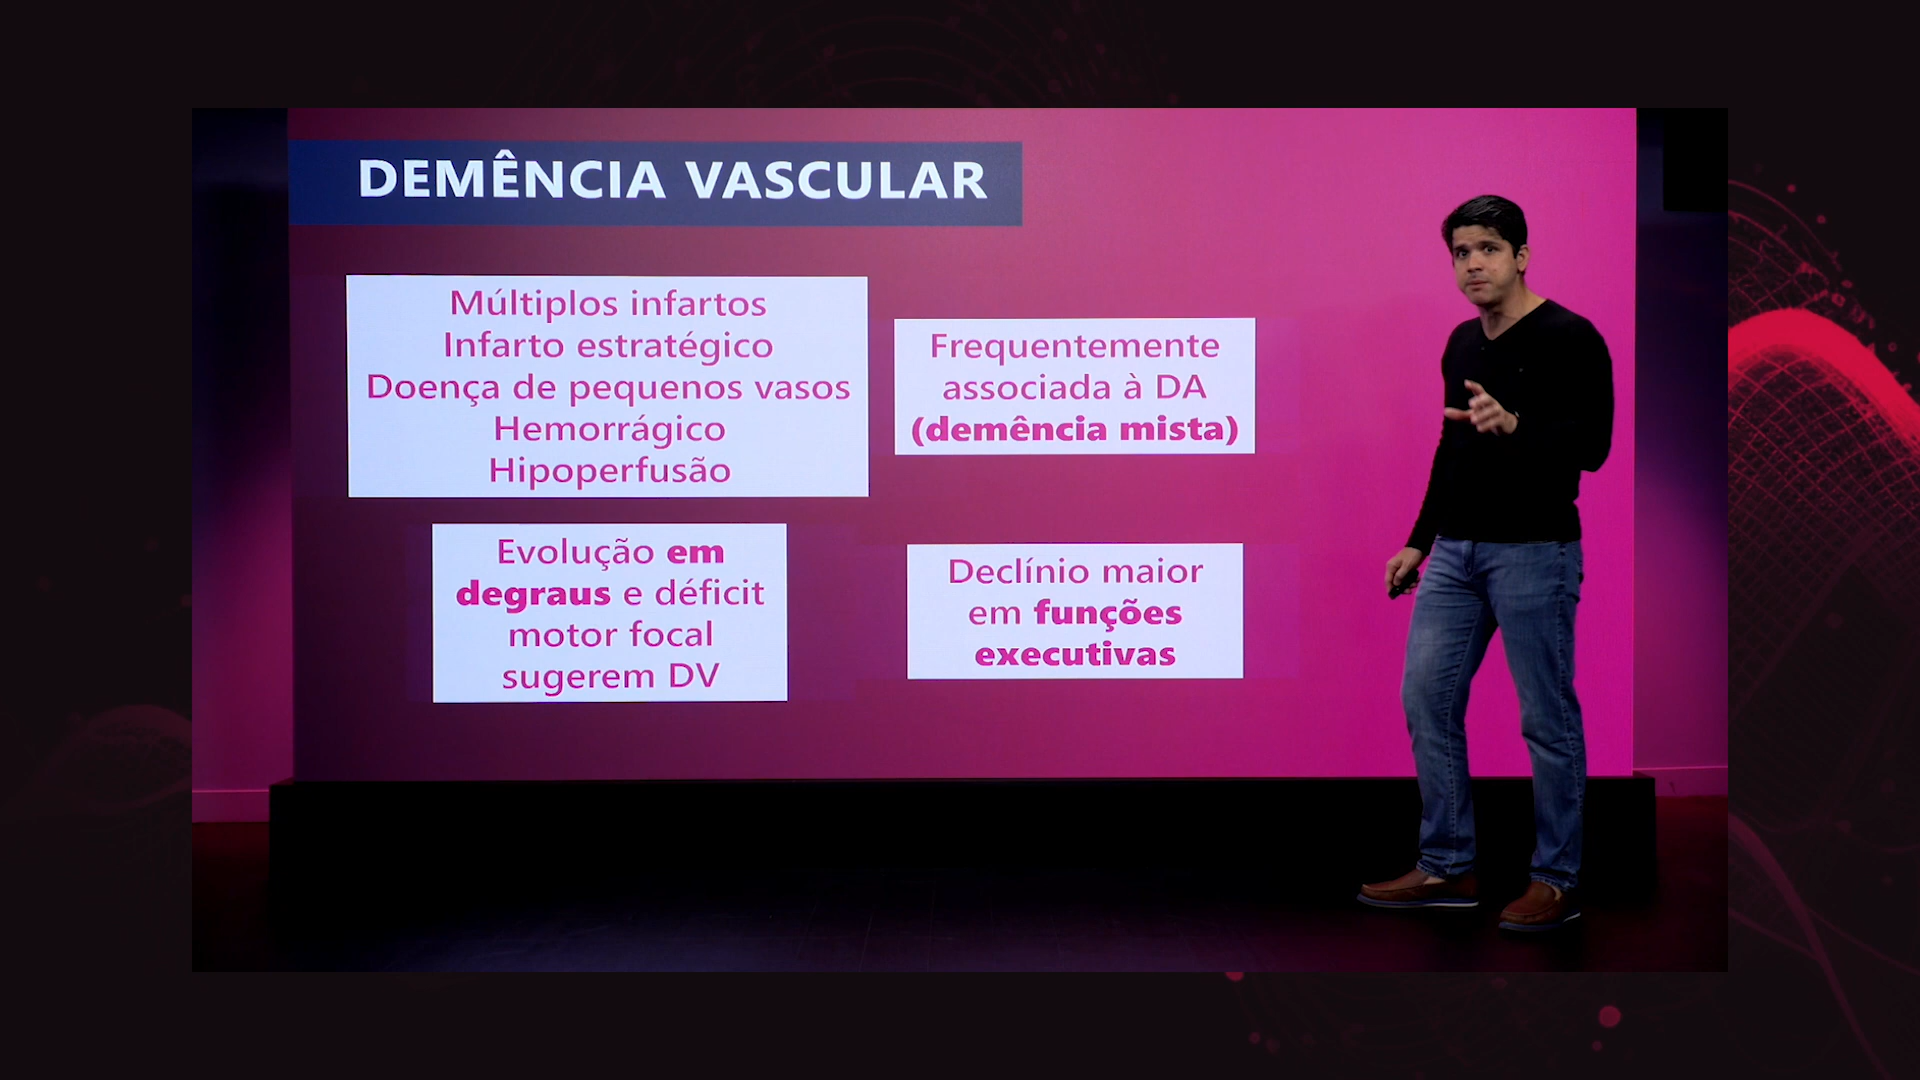 DEMÊNCIA VASCULAR
Múltiplos infartos
Infarto estratégico
Doença de pequenos vasos
Hemorrágico
Hipoperfusão
Frequentemente
associada à DA
(demência mista)
Evolução em
degraus e déficit
motor focal
sugerem DV
Declínio maior
em funções
executivas